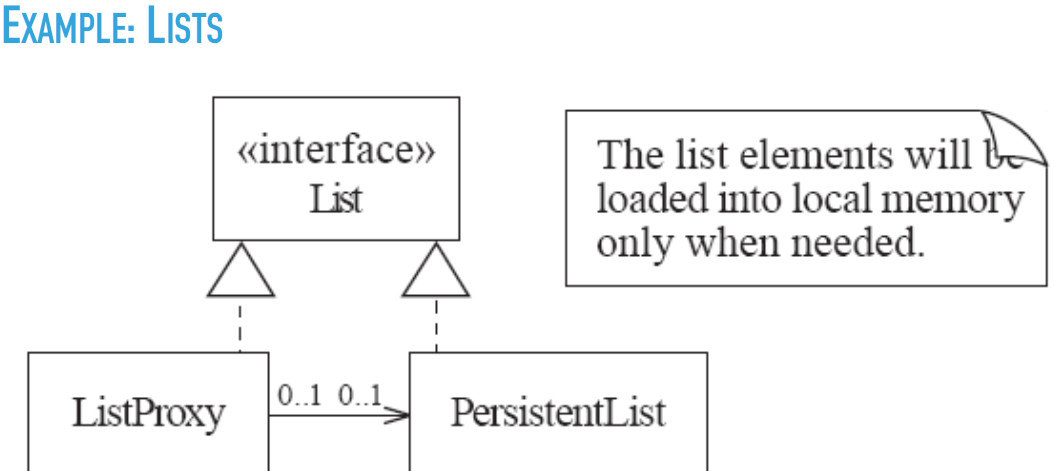 EXAMPLE: LISTS
«interface»
List
The list elements will be
loaded into local memory
only when needed.
ListProxy
0..1 0..1
PersistentList